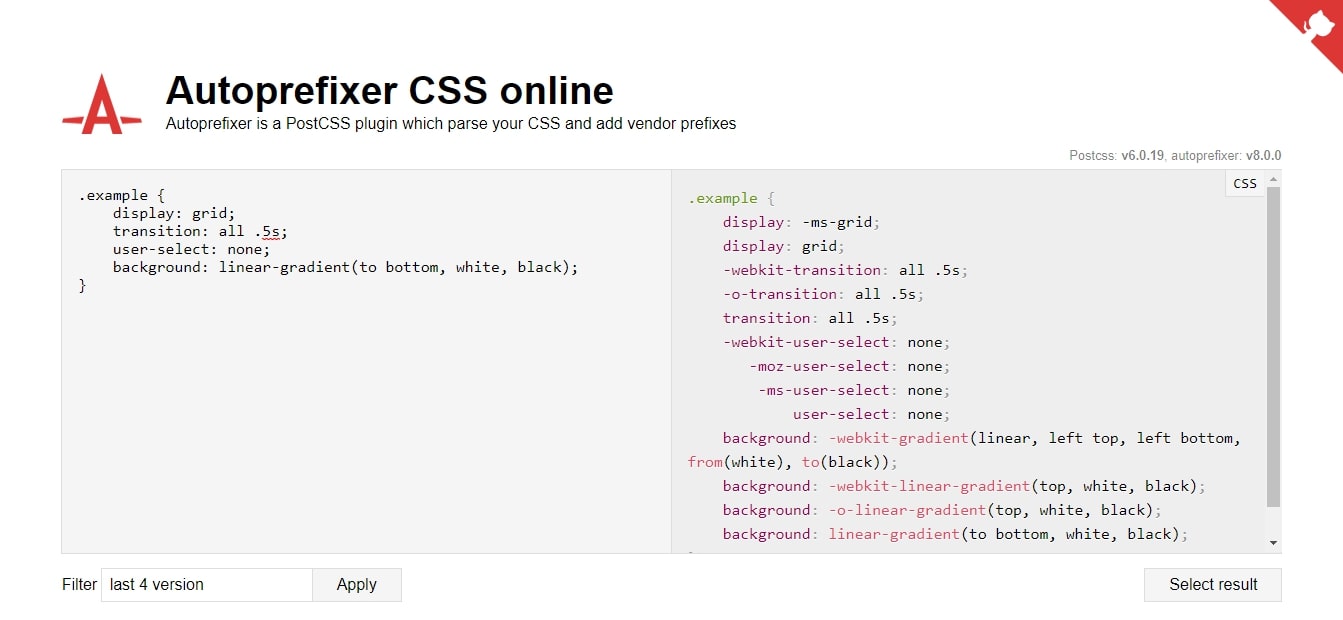 Autoprefixer CSS online
Autoprefixer is a PostCSS plugin which parse your CSS and add vendor prefixes
Postcss: v6.0.19, autoprefixer: v8.0.0
.example {
    display: grid;
    transition: all .5s;
    user-select: none;
    background: linear-gradient(to bottom, white, black);
}
CSS
.example {
    display: -ms-grid;
    display: grid;
    -webkit-transition: all .5s;
    -o-transition: all .5s;
    transition: all .5s;
    -webkit-user-select: none;
       -moz-user-select: none;
        -ms-user-select: none;
            user-select: none;
    background: -webkit-gradient(linear, left top, left bottom,
from(white), to(black));
    background: -webkit-linear-gradient(top, white, black);
    background: -o-linear-gradient(top, white, black);
    background: linear-gradient(to bottom, white, black);
Filter last 4 version Apply Select result